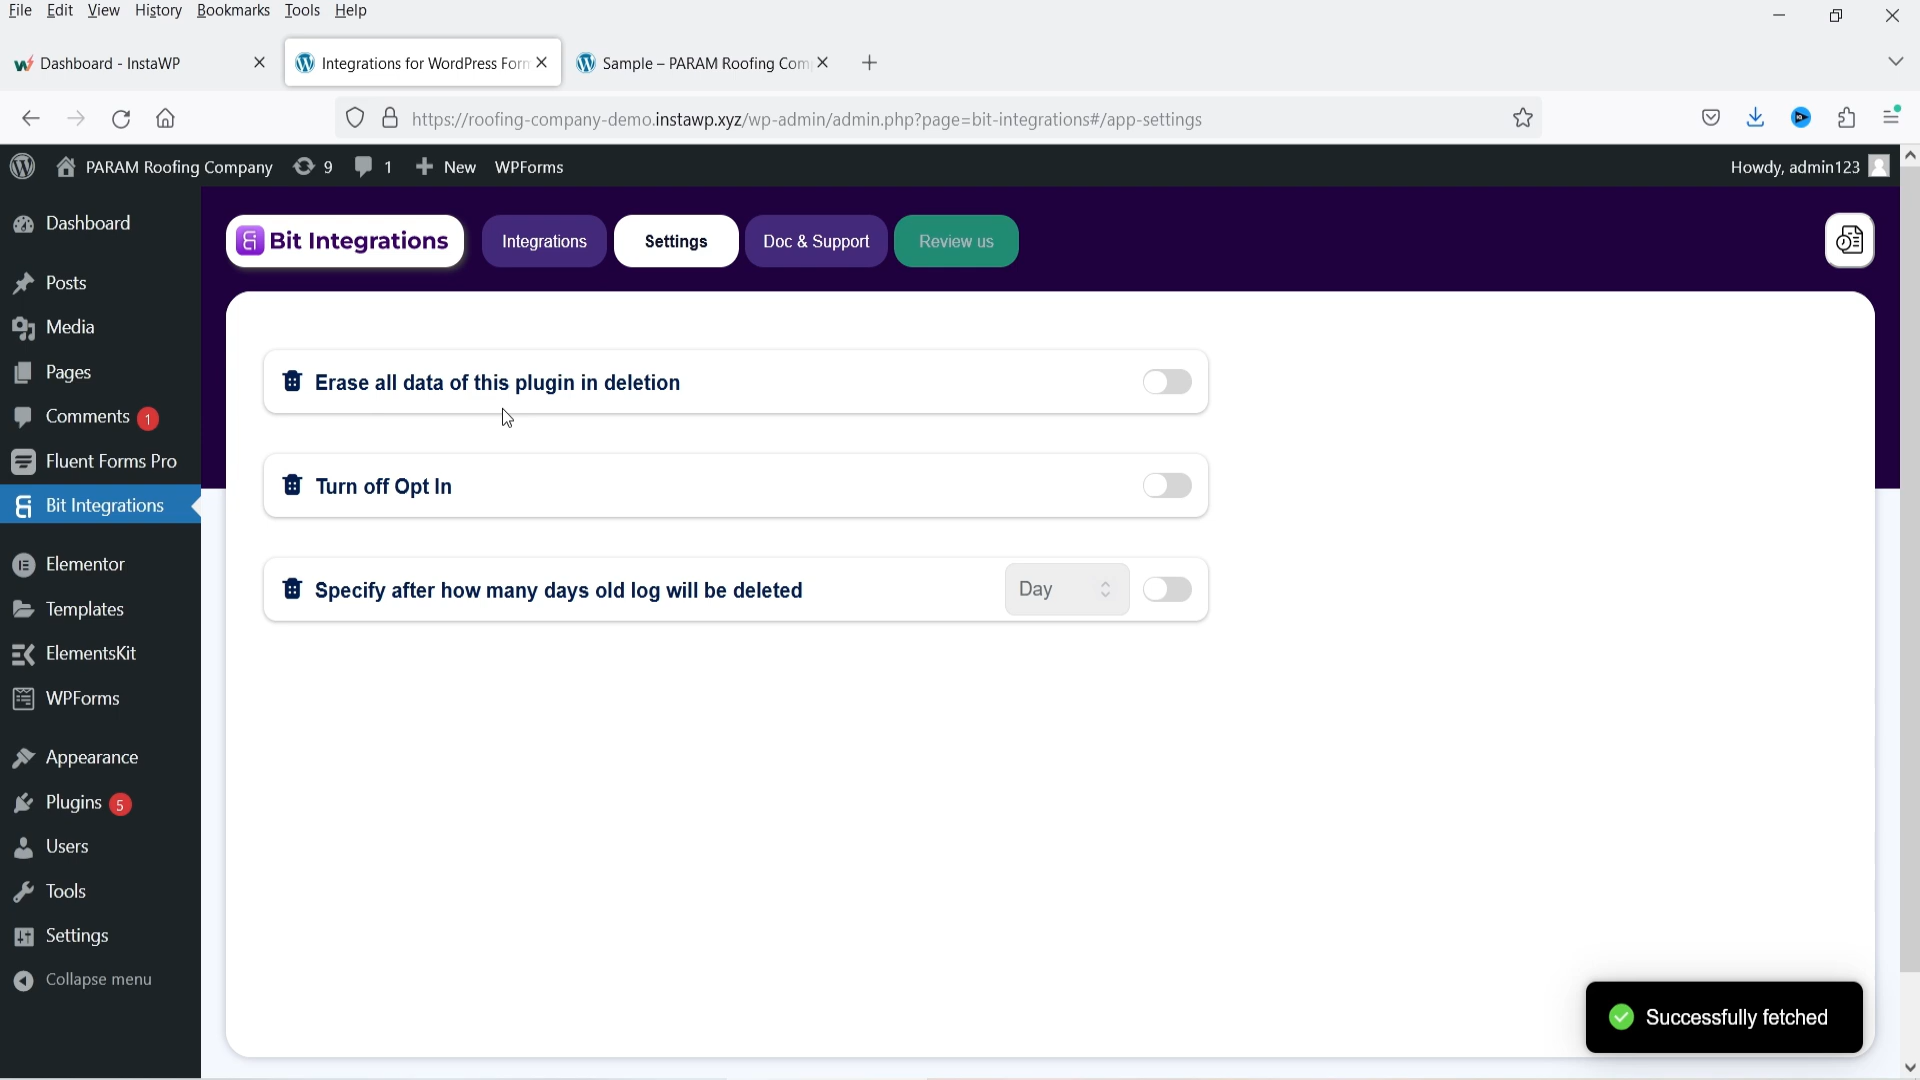 File Edit View History Bookmarks Tools Help
Dashboard - InstaWP
Integrations for WordPress Form
Sample – PARAM Roofing Com
https://roofing-company-demo.instawp.xyz/wp-admin/admin.php?page=bit-integrations#/app-settings
PARAM Roofing Company 9 1 New WPForms Howdy, admin123
Dashboard
Posts
Media
Pages
Comments 1
Fluent Forms Pro
Bit Integrations
Elementor
Templates
ElementsKit
WPForms
Appearance
Plugins 5
Users
Tools
Settings
Collapse menu
Bit Integrations Integrations Settings Doc & Support Review us
Erase all data of this plugin in deletion
Turn off Opt In
Specify after how many days old log will be deleted Day
Successfully fetched